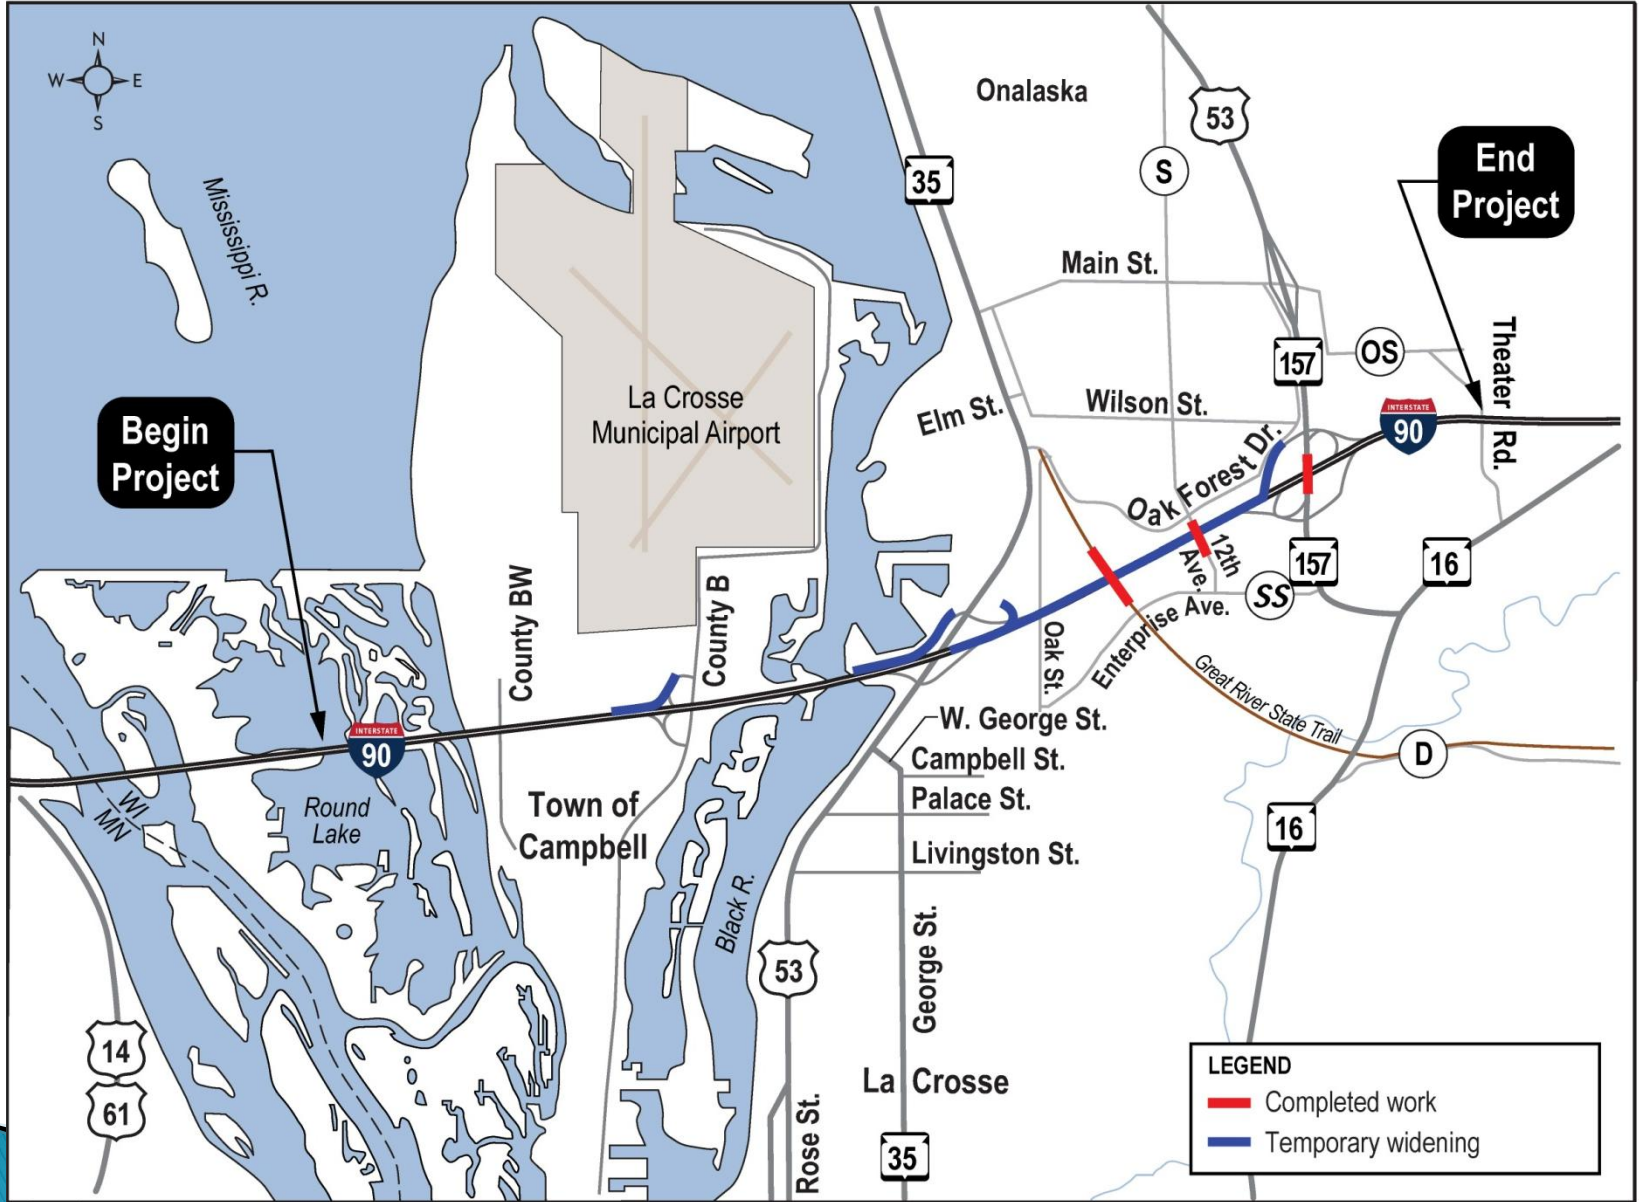 N
W E
S
Onalaska
53
35
S
End
Project
Mississippi R.
Main St.
157
OS
Theater Rd.
La Crosse
Municipal Airport
Elm St.
Wilson St.
INTERSTATE
90
Begin
Project
Oak Forest Dr.
12th
Ave.
157
16
SS
County BW
County B
Oak St.
Enterprise Ave.
Great River State Trail
INTERSTATE
90
W. George St.
Campbell St.
D
WI
MN
Round
Lake
Town of
Campbell
Palace St.
16
Livingston St.
Black R.
53
George St.
14
61
La Crosse
Rose St.
35
LEGEND
Completed work
Temporary widening